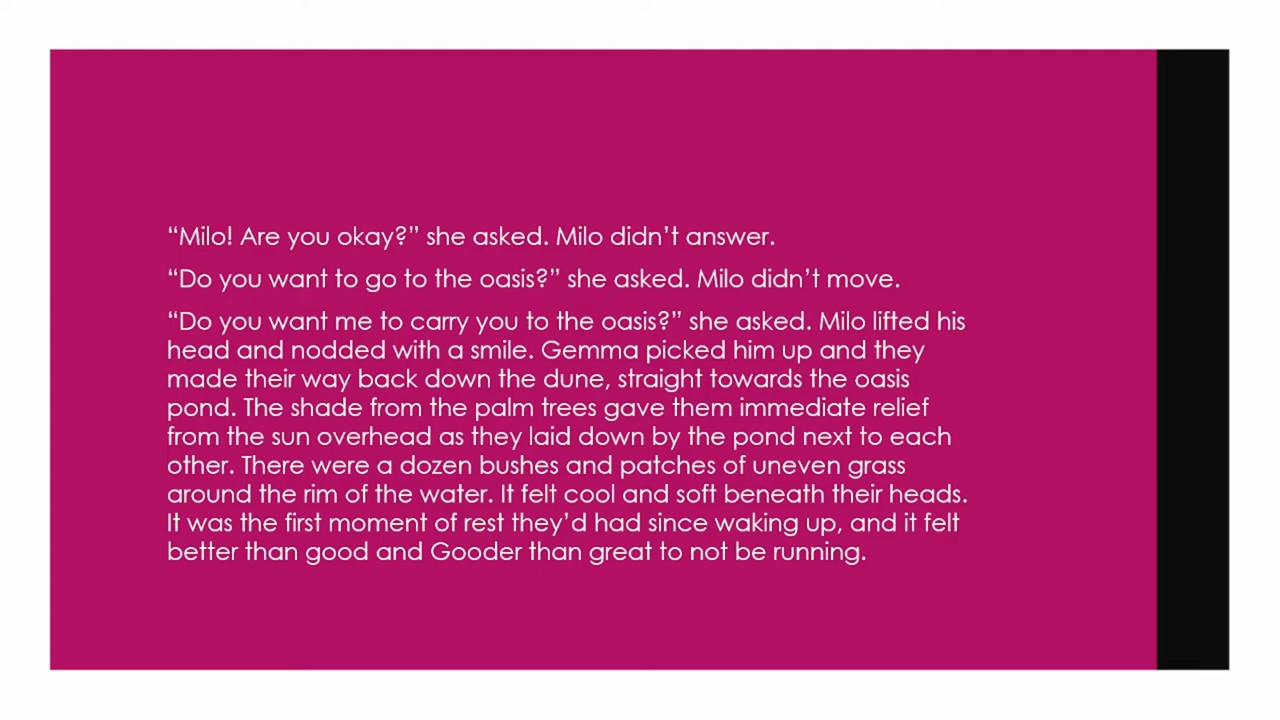 “Milo! Are you okay?” she asked. Milo didn’t answer.
“Do you want to go to the oasis?” she asked. Milo didn’t move.
“Do you want me to carry you to the oasis?” she asked. Milo lifted his
head and nodded with a smile. Gemma picked him up and they
made their way back down the dune, straight towards the oasis
pond. The shade from the palm trees gave them immediate relief
from the sun overhead as they laid down by the pond next to each
other. There were a dozen bushes and patches of uneven grass
around the rim of the water. It felt cool and soft beneath their heads.
It was the first moment of rest they’d had since waking up, and it felt
better than good and Gooder than great to not be running.